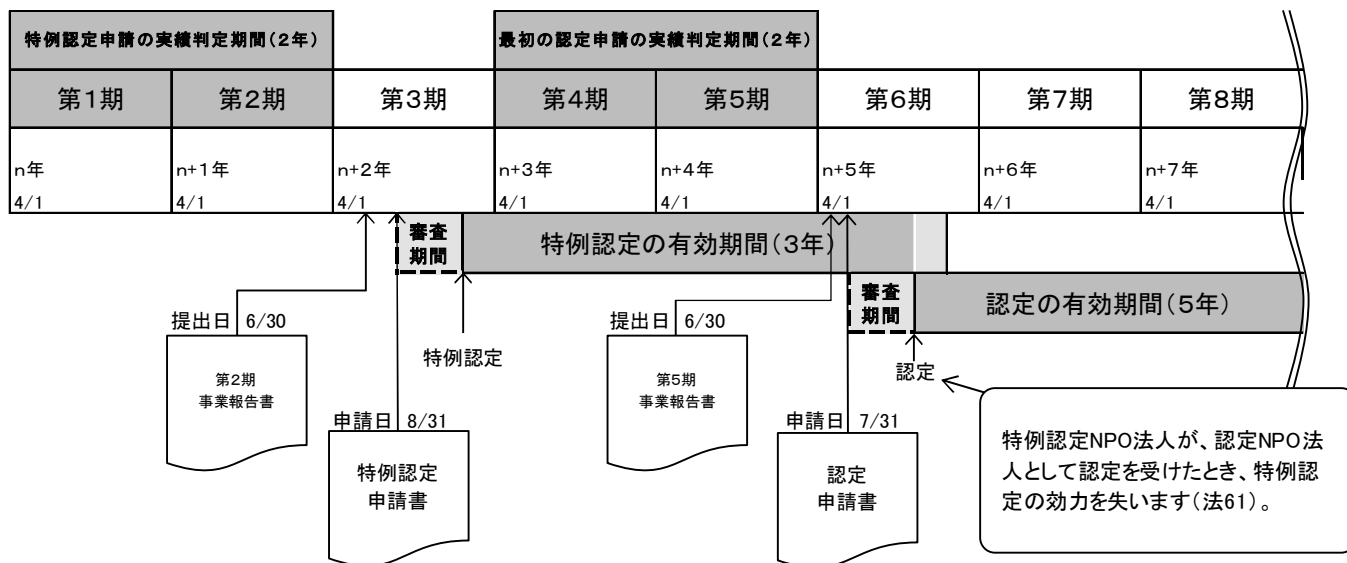 特例認定申請の実績判定期間(2年)
最初の認定申請の実績判定期間(2年)
第1期
第2期
第3期
第4期
第5期
第6期
第7期
第8期
n年
4/1
n+1年
4/1
n+2年
4/1
n+3年
4/1
n+4年
4/1
n+5年
4/1
n+6年
4/1
n+7年
4/1
審査
期間
特例認定の有効期間(3年)
審査
期間
認定の有効期間(5年)
提出日 6/30
第2期
事業報告書
特例認定
申請日 8/31
特例認定
申請書
提出日 6/30
第5期
事業報告書
認定
申請日 7/31
認定
申請書
特例認定NPO法人が、認定NPO法
人として認定を受けたとき、特例認
定の効力を失います(法61)。